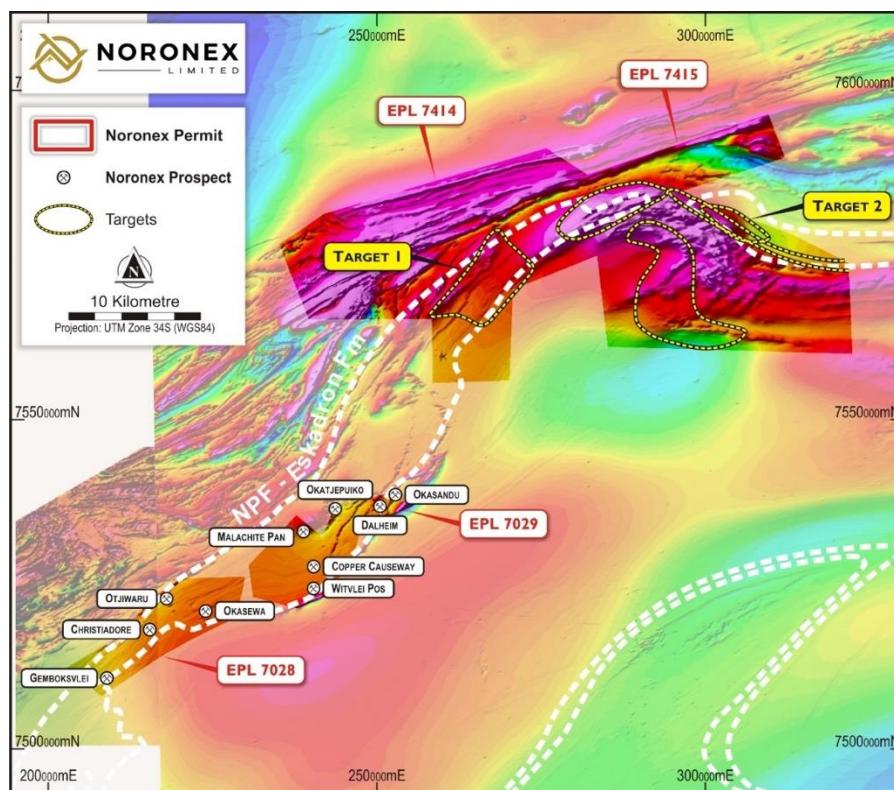 NORONEX
LIMITED
Noronex Permit
Noronex Prospect
Targets
N
10 Kilometre
Projection: UTM Zone 34S (WGS84)
250000mE
300000mE
7600000mN
EPL 7415
EPL 7414
TARGET 2
TARGET 1
7550000mN
7550000mN
NPF - Eskadron Fm
OKATJEPUIKO
OKASANDU
DALHEIM
EPL 7029
MALACHITE PAN
COPPER CAUSEWAY
WITVLEI POS
OTJIWARU
OKASEWA
CHRISTIADORE
EPL 7028
GEMBOKSVLEI
7500000mN
7500000mN
200000mE
250000mE
300000mE